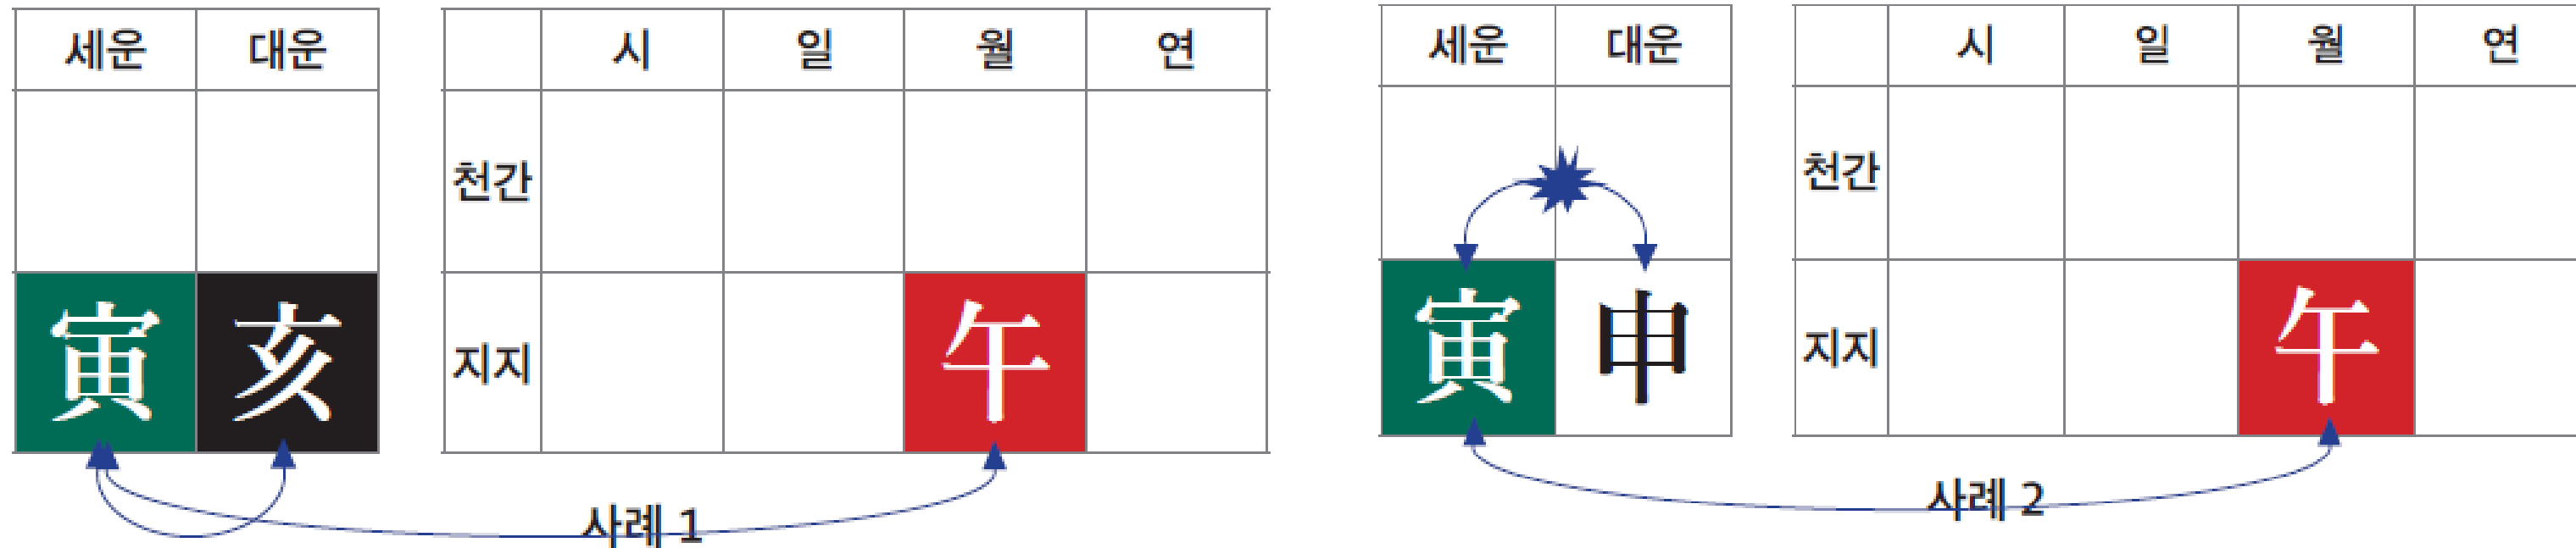 세운 대운 시 일 월 연
천간
지지
寅 亥 午
사례 1
세운 대운 시 일 월 연
천간
지지
寅 申 午
사례 2